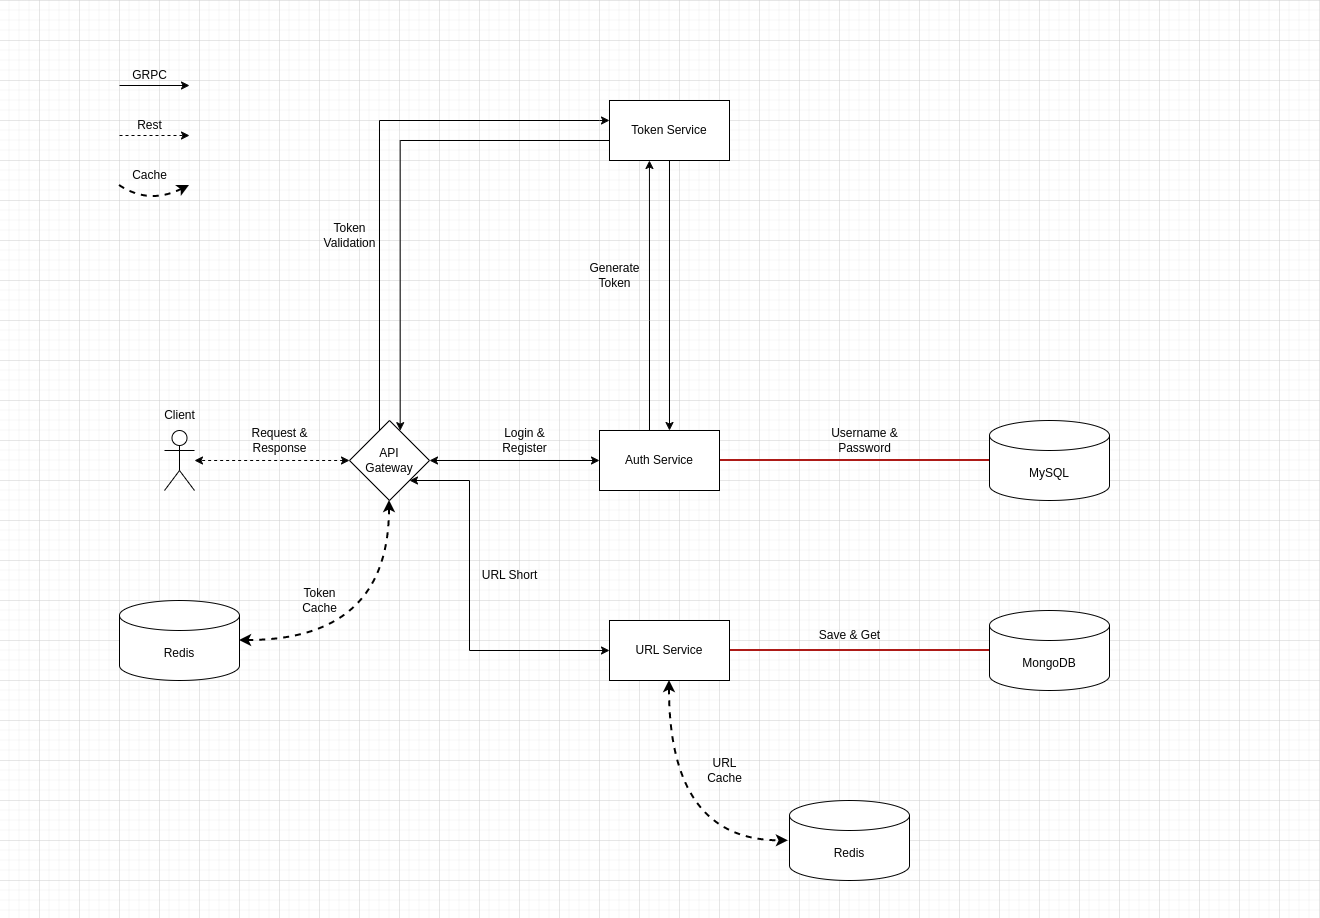 GRPC
Rest
Cache
Token Service
Token
Validation
Generate
Token
Client
Request &
Response
API
Gateway
Login &
Register
Auth Service
Username &
Password
MySQL
URL Short
Token
Cache
Redis
URL Service
Save & Get
MongoDB
URL
Cache
Redis